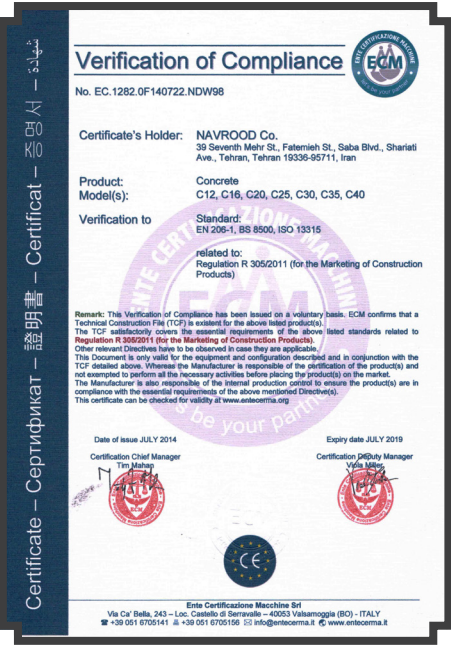 Verification of Compliance
ENTE CERTIFICAZIONE MACCHINE
ECM
No. EC.1282.0F140722.NDW98
Certificate's Holder: NAVROOD Co.
39 Seventh Mehr St., Fatemieh St., Saba Blvd., Shariati
Ave., Tehran, Tehran 19336-95711, Iran
Product: Concrete
Model(s): C12, C16, C20, C25, C30, C35, C40
Verification to Standard:
EN 206-1, BS 8500, ISO 13315
related to:
Regulation R 305/2011 (for the Marketing of Construction
Products)
Remark: This Verification of Compliance has been issued on a voluntary basis. ECM confirms that a
Technical Construction File (TCF) is existent for the above listed product(s).
The TCF satisfactorily covers the essential requirements of the above listed standards related to
Regulation R 305/2011 (for the Marketing of Construction Products).
Other relevant Directives have to be observed in case they are applicable.
This Document is only valid for the equipment and configuration described and in conjunction with the
TCF detailed above. Whereas the Manufacturer is responsible of the certification of the product(s) and
not exempted to perform all the necessary activities before placing the product(s) on the market.
The Manufacturer is also responsible of the internal production control to ensure the product(s) are in
compliance with the essential requirements of the above mentioned Directive(s).
This certificate can be checked for validity at www.entecerma.org
Date of issue JULY 2014 Expiry date JULY 2019
Certification Chief Manager Certification Deputy Manager
Tim Mahan Viola Miller
ECM ECM
CE
Ente Certificazione Macchine Srl
Via Ca' Bella, 243 – Loc. Castello di Serravalle – 40053 Valsamoggia (BO) - ITALY
+39 051 6705141 +39 051 6705156 info@entecerma.it www.entecerma.it
Certificate – Сертификат – 證明書 – Certificat – 증명서 – شهادة